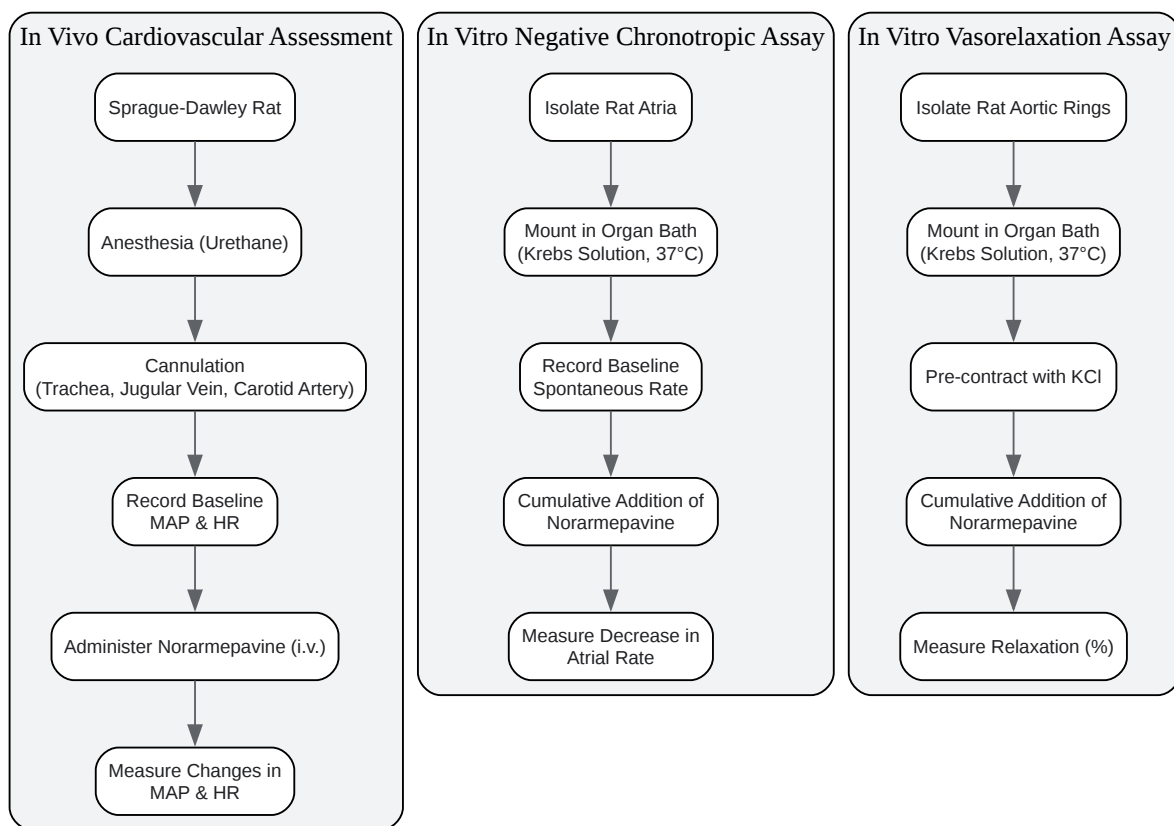 In Vivo Cardiovascular Assessment
Sprague-Dawley Rat
Anesthesia (Urethane)
Cannulation
(Trachea, Jugular Vein, Carotid Artery)
Record Baseline
MAP & HR
Administer Norarmepavine (i.v.)
Measure Changes in
MAP & HR
In Vitro Negative Chronotropic Assay
Isolate Rat Atria
Mount in Organ Bath
(Krebs Solution, 37°C)
Record Baseline
Spontaneous Rate
Cumulative Addition of
Norarmepavine
Measure Decrease in
Atrial Rate
In Vitro Vasorelaxation Assay
Isolate Rat Aortic Rings
Mount in Organ Bath
(Krebs Solution, 37°C)
Pre-contract with KCl
Cumulative Addition of
Norarmepavine
Measure Relaxation (%)